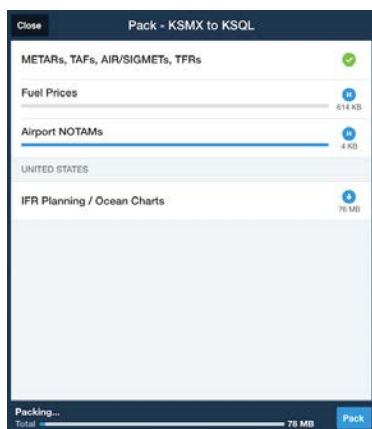 Close
Pack - KSMX to KSQL
METARs, TAFs, AIR/SIGMETs, TFRs
Fuel Prices
614 KB
Airport NOTAMs
4 KB
UNITED STATES
IFR Planning / Ocean Charts
78 MB
Packing...
Total
78 MB
Pack